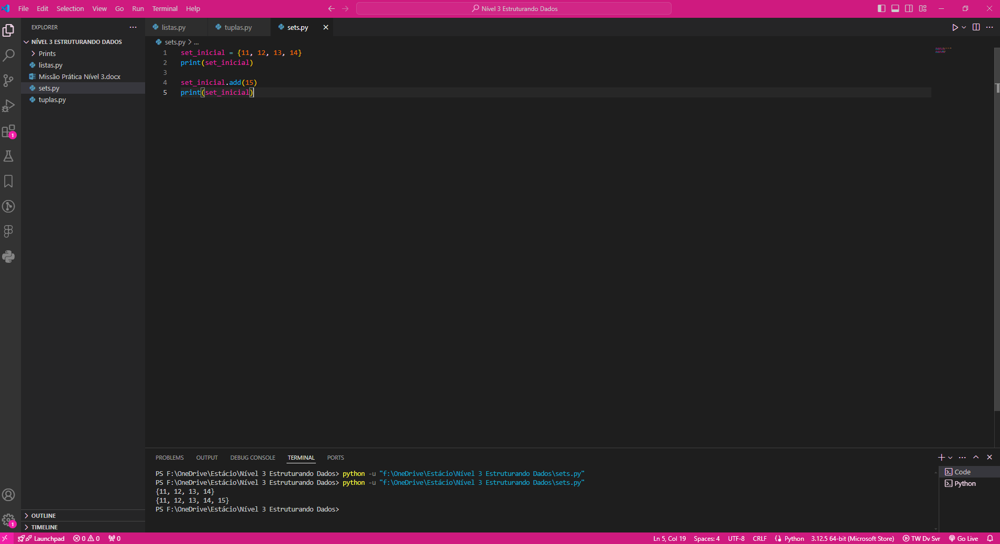 File Edit Selection View Go Run Terminal Help
Nível 3 Estruturando Dados
EXPLORER
NÍVEL 3 ESTRUTURANDO DADOS
Prints
listas.py
Missão Prática Nível 3.docx
sets.py
tuplas.py
OUTLINE
TIMELINE
1
1
listas.py tuplas.py sets.py
sets.py > ...
1 set_inicial = {11, 12, 13, 14}
2 print(set_inicial)
3
4 set_inicial.add(15)
5 print(set_inicial)
PROBLEMS OUTPUT DEBUG CONSOLE TERMINAL PORTS
PS F:\OneDrive\Estácio\Nível 3 Estruturando Dados> python -u "f:\OneDrive\Estácio\Nível 3 Estruturando Dados\sets.py"
PS F:\OneDrive\Estácio\Nível 3 Estruturando Dados> python -u "f:\OneDrive\Estácio\Nível 3 Estruturando Dados\sets.py"
{11, 12, 13, 14}
{11, 12, 13, 14, 15}
PS F:\OneDrive\Estácio\Nível 3 Estruturando Dados>
Code
Python
Launchpad 0 0 0 Ln 5, Col 19 Spaces: 4 UTF-8 CRLF Python 3.12.5 64-bit (Microsoft Store) TW Dv Svr Go Live